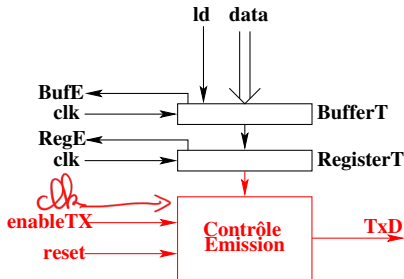 ld data
BufE
clk
BufferT
RegE
clk
RegisterT
clk
enableTX
Contrôle
Émission
TxD
reset